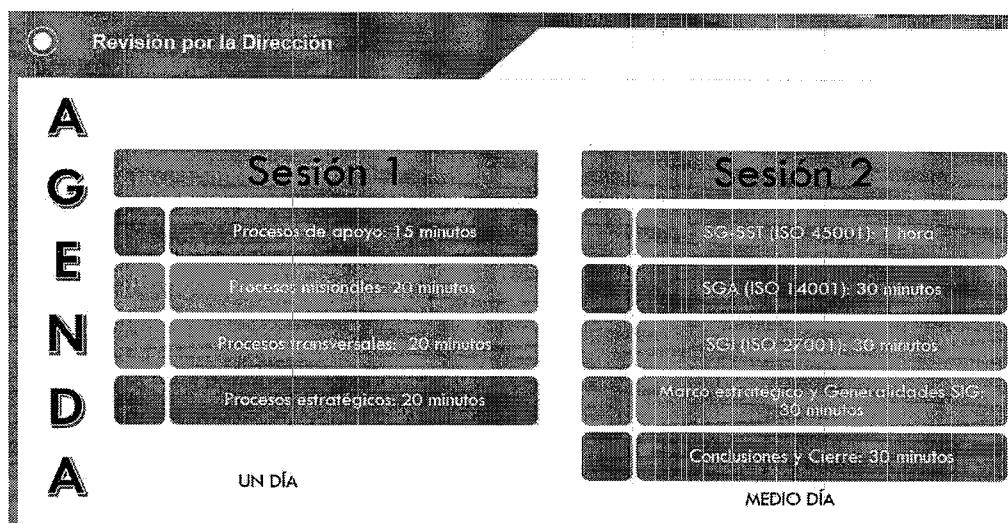 Revisión por la Dirección
AGENDA
Sesión 1
Procesos de apoyo: 15 minutos
Procesos misionales: 20 minutos
Procesos transversales: 20 minutos
Procesos estratégicos: 20 minutos
UN DÍA
Sesión 2
SG-SST (ISO 45001): 1 hora
SGA (ISO 14001): 30 minutos
SGI (ISO 27001): 30 minutos
Marco estratégico y Generalidades SIG:
30 minutos
Conclusiones y Cierre: 30 minutos
MEDIO DÍA